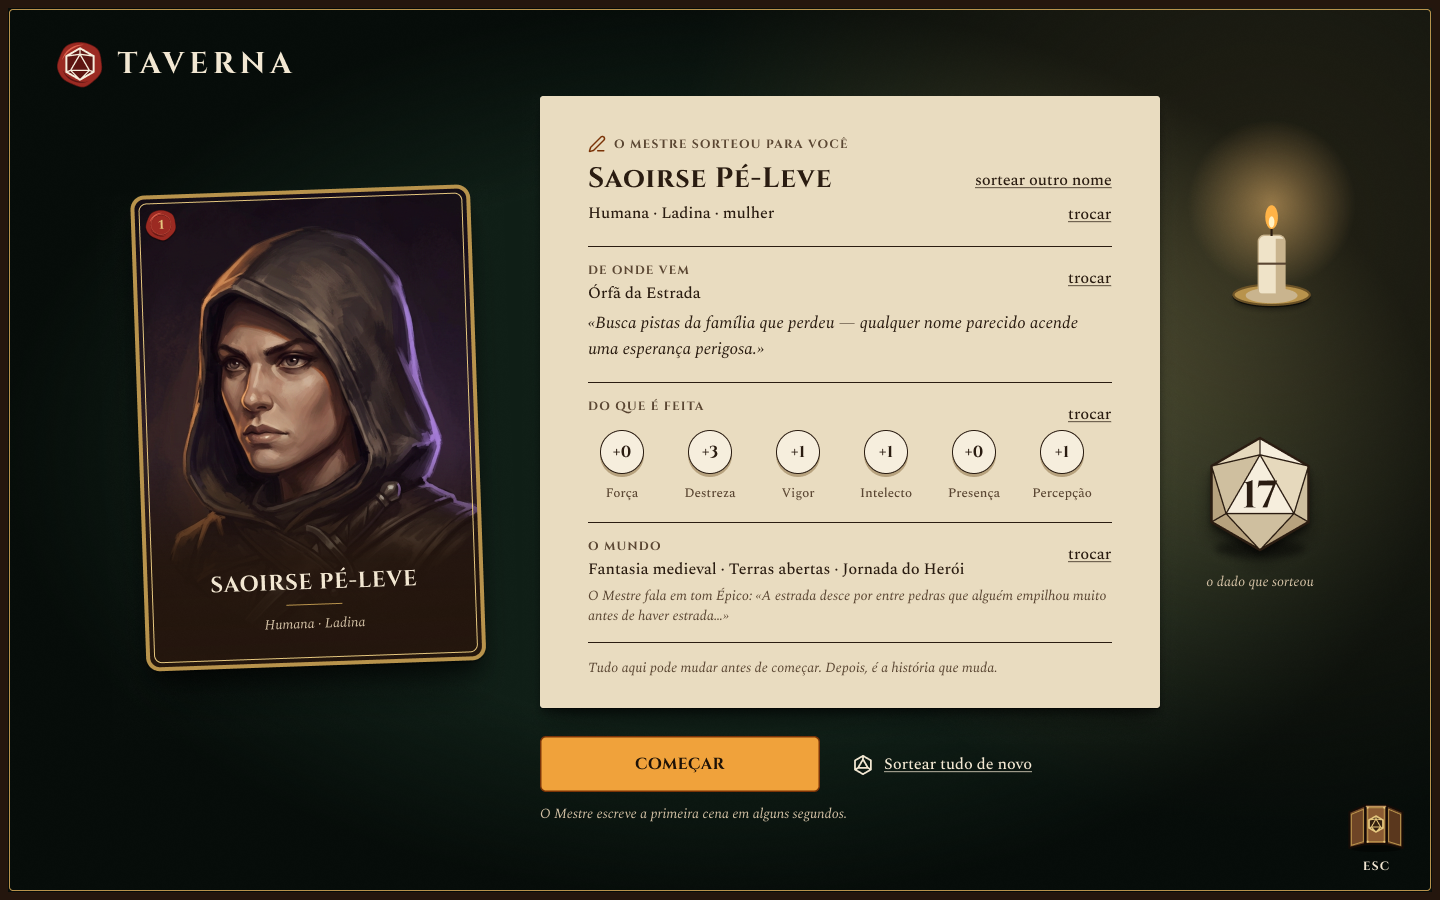 TAVERNA
1
SAOIRSE PÉ-LEVE
Humana · Ladina
O MESTRE SORTEOU PARA VOCÊ
SAOIRSE PÉ-LEVE
sortear outro nome
Humana · Ladina · mulher
trocar
DE ONDE VEM
trocar
Órfã da Estrada
«Busca pistas da família que perdeu — qualquer nome parecido acende
uma esperança perigosa.»
DO QUE É FEITA
trocar
+0 +3 +1 +1 +0 +1
Força Destreza Vigor Intelecto Presença Percepção
O MUNDO
trocar
Fantasia medieval · Terras abertas · Jornada do Herói
O Mestre fala em tom Épico: «A estrada desce por entre pedras que alguém empilhou muito
antes de haver estrada…»
Tudo aqui pode mudar antes de começar. Depois, é a história que muda.
17
o dado que sorteou
COMEÇAR
Sortear tudo de novo
O Mestre escreve a primeira cena em alguns segundos.
ESC